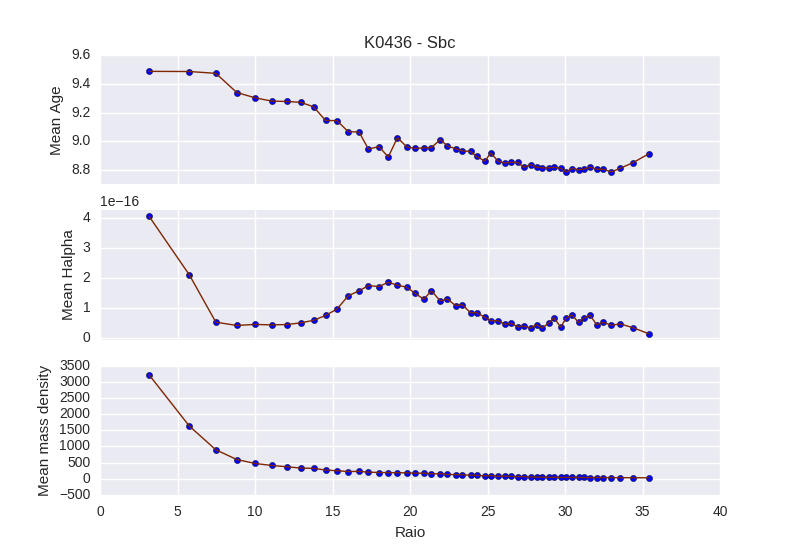 K0436 - Sbc
9.6
9.4
9.2
9.0
8.8
Mean Age
1e−16
4
3
2
1
0
Mean Halpha
3500
3000
2500
2000
1500
1000
500
0
−500
Mean mass density
0 5 10 15 20 25 30 35 40
Raio